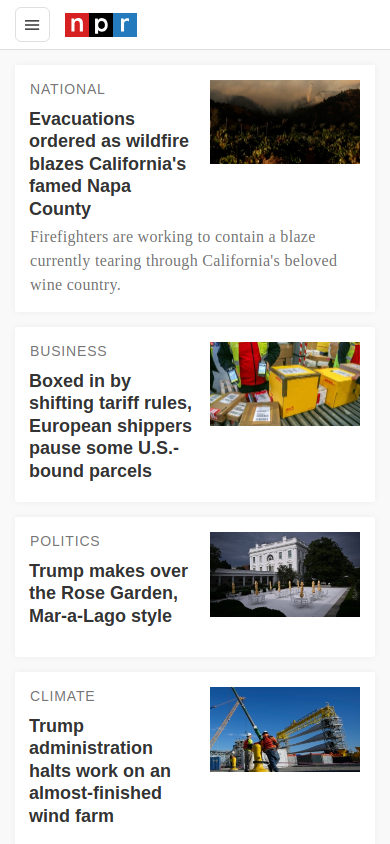 npr
NATIONAL
Evacuations
ordered as wildfire
blazes California's
famed Napa
County
Firefighters are working to contain a blaze
currently tearing through California's beloved
wine country.
BUSINESS
Boxed in by
shifting tariff rules,
European shippers
pause some U.S.-
bound parcels
POLITICS
Trump makes over
the Rose Garden,
Mar-a-Lago style
CLIMATE
Trump
administration
halts work on an
almost-finished
wind farm